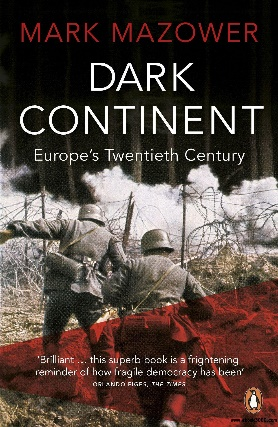 MARK MAZOWER
DARK
CONTINENT
Europe's Twentieth Century
'Brilliant ... this superb book is a frightening
reminder of how fragile democracy has been'
ORLANDO FIGES, THE TIMES